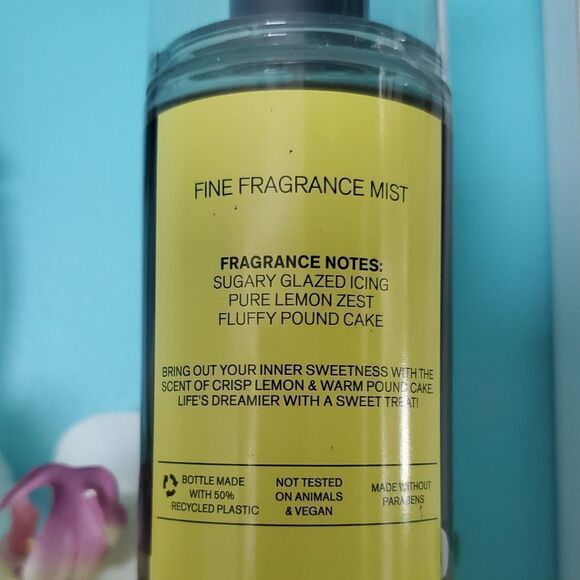 FINE FRAGRANCE MIST
FRAGRANCE NOTES:
SUGARY GLAZED ICING
PURE LEMON ZEST
FLUFFY POUND CAKE
BRING OUT YOUR INNER SWEETNESS WITH THE
SCENT OF CRISP LEMON & WARM POUND CAKE.
LIFE'S DREAMIER WITH A SWEET TREAT!
BOTTLE MADE
WITH 50%
RECYCLED PLASTIC
NOT TESTED
ON ANIMALS
& VEGAN
MADE WITHOUT
PARABENS